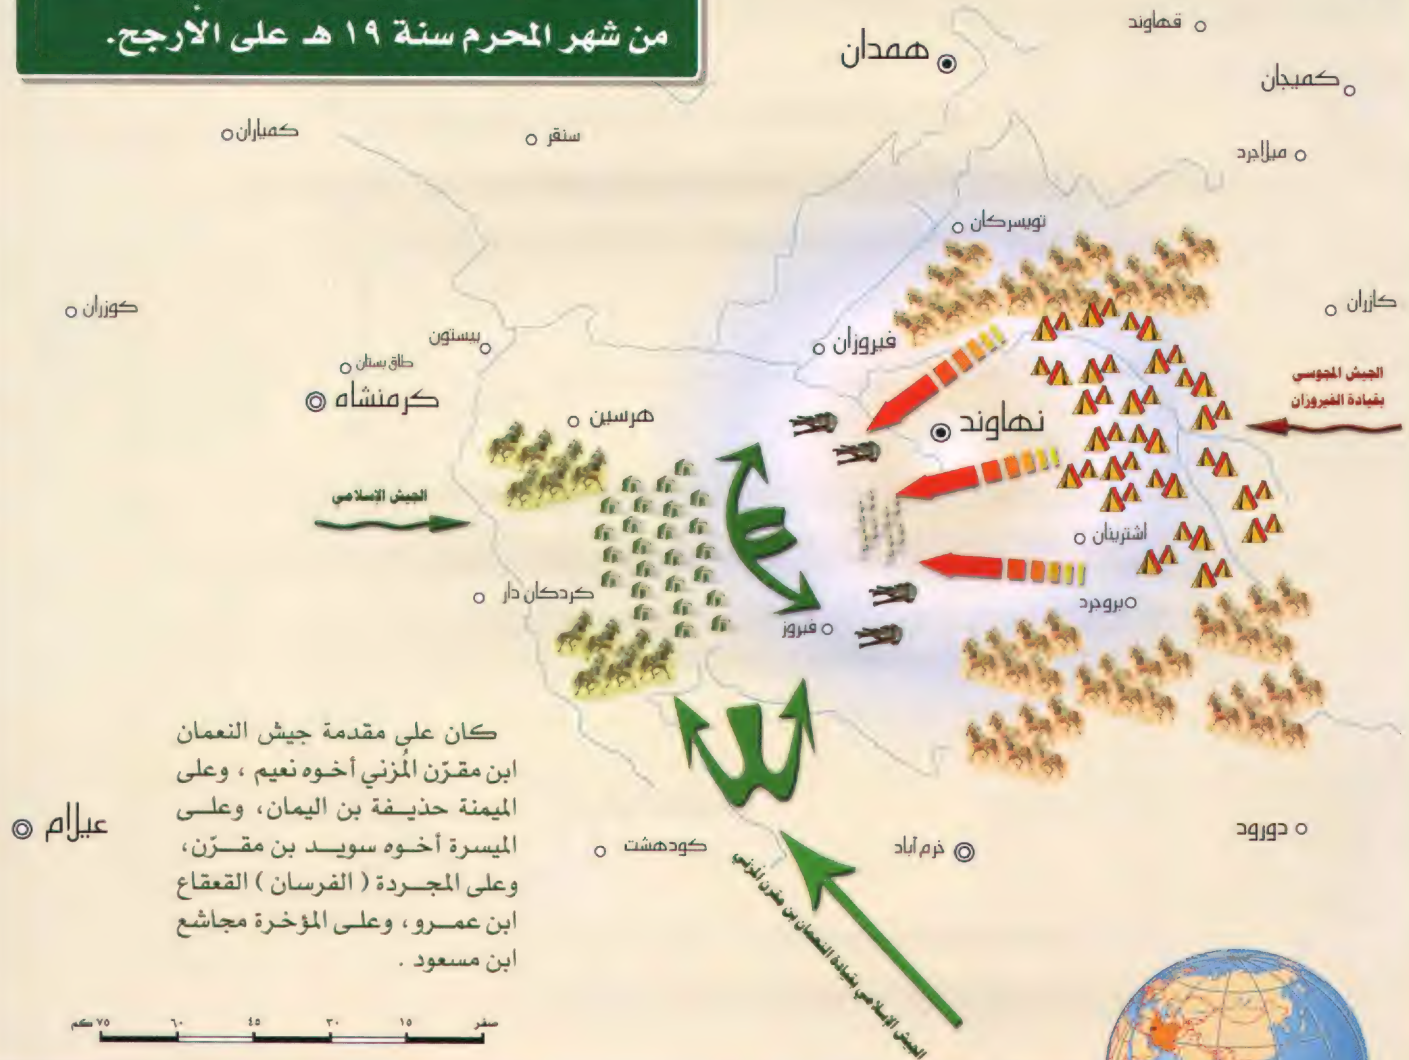 من شهر المحرم سنة ١٩ هـ على الأرجح.
قهاوند
همدان
كميجان
كمياران
سنقر
ميلاجرد
تويسركان
كازران
كوزران
بيستون
فيروزان
طاق بستان
كرمنشاه
الجيش المجوسي
بقيادة الفيروزان
هرسين
نهاوند
الجيش الإسلامي
اشترينان
كردكان دار
بروجرد
فيروز
كان على مقدمة جيش النعمان
ابن مقرّن المُزني أخوه نعيم ، وعلى
الميمنة حذيفة بن اليمان، وعلى
الميسرة أخوه سويد بن مقرّن،
وعلى المجردة ( الفرسان ) القعقاع
ابن عمرو ، وعلى المؤخرة مجاشع
ابن مسعود .
عيلام
كودهشت
خرم آباد
دورود
الجيش الإسلامي بقيادة النعمان بن مقرن المزني
صفر ١٥ ٣٠ ٤٥ ٦٠ ٧٥ كم